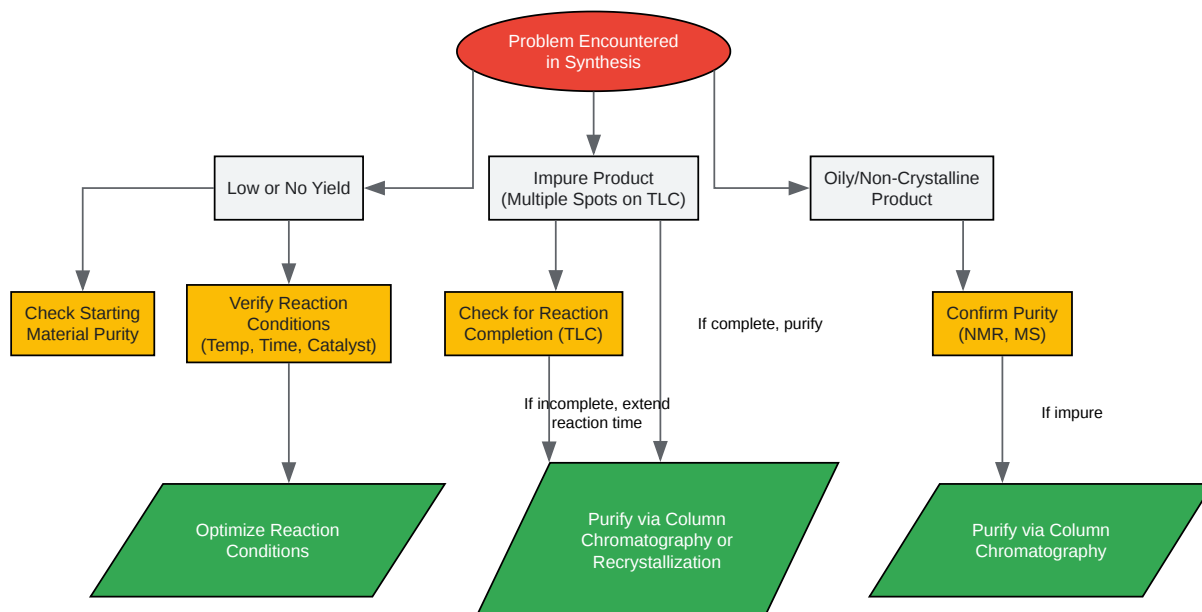 Problem Encountered
in Synthesis
Low or No Yield
Impure Product
(Multiple Spots on TLC)
Oily/Non-Crystalline
Product
Check Starting
Material Purity
Verify Reaction
Conditions
(Temp, Time, Catalyst)
Check for Reaction
Completion (TLC)
If complete, purify
Confirm Purity
(NMR, MS)
If incomplete, extend
reaction time
If impure
Optimize Reaction
Conditions
Purify via Column
Chromatography or
Recrystallization
Purify via Column
Chromatography